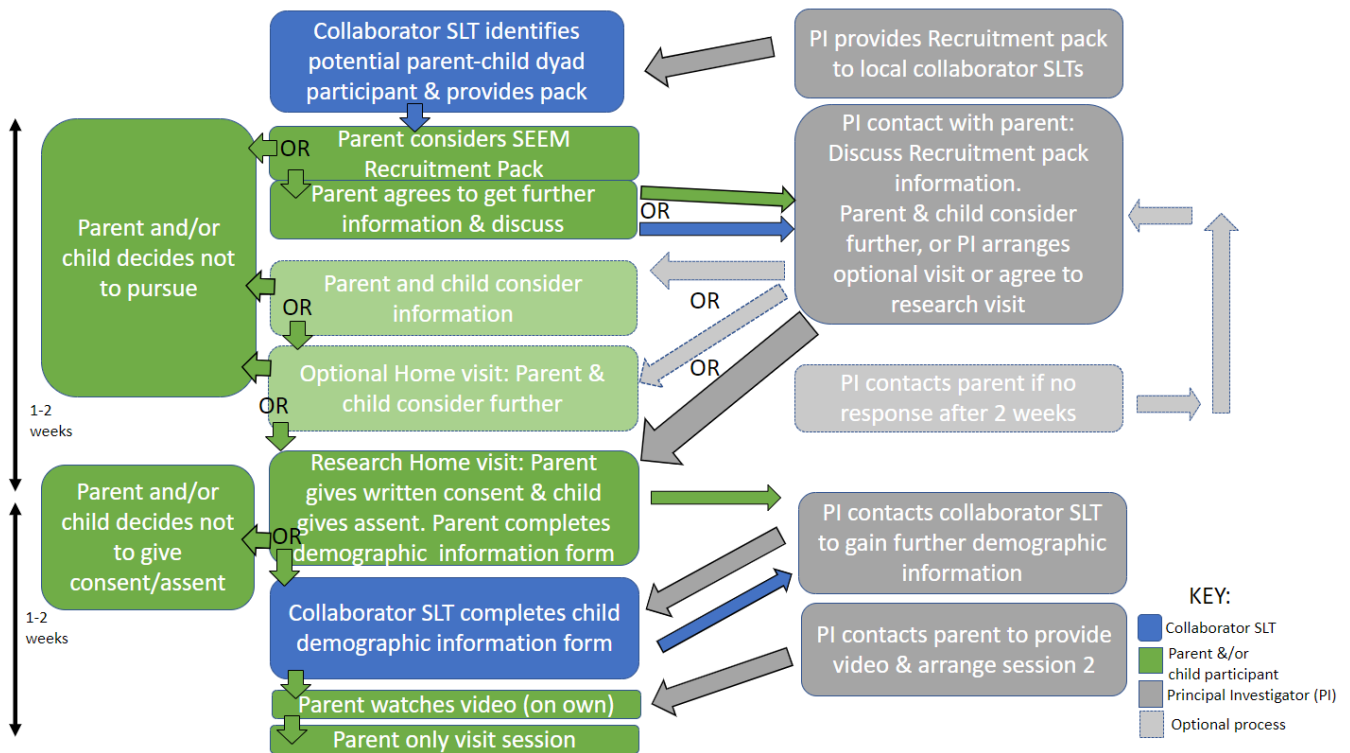 Collaborator SLT identifies
potential parent-child dyad
participant & provides pack
PI provides Recruitment pack
to local collaborator SLTs
Parent considers SEEM
Recruitment Pack
OR
Parent agrees to get further
information & discuss
OR
PI contact with parent:
Discuss Recruitment pack
information.
Parent & child consider
further, or PI arranges
optional visit or agree to
research visit
Parent and/or
child decides not
to pursue
Parent and child consider
information
OR
OR
Optional Home visit: Parent &
child consider further
OR
OR
PI contacts parent if no
response after 2 weeks
1-2
weeks
Research Home visit: Parent
gives written consent & child
gives assent. Parent completes
demographic information form
Parent and/or
child decides not
to give
consent/assent
OR
PI contacts collaborator SLT
to gain further demographic
information
Collaborator SLT completes child
demographic information form
1-2
weeks
PI contacts parent to provide
video & arrange session 2
Parent watches video (on own)
Parent only visit session
KEY:
Collaborator SLT
Parent &/or
child participant
Principal Investigator (PI)
Optional process